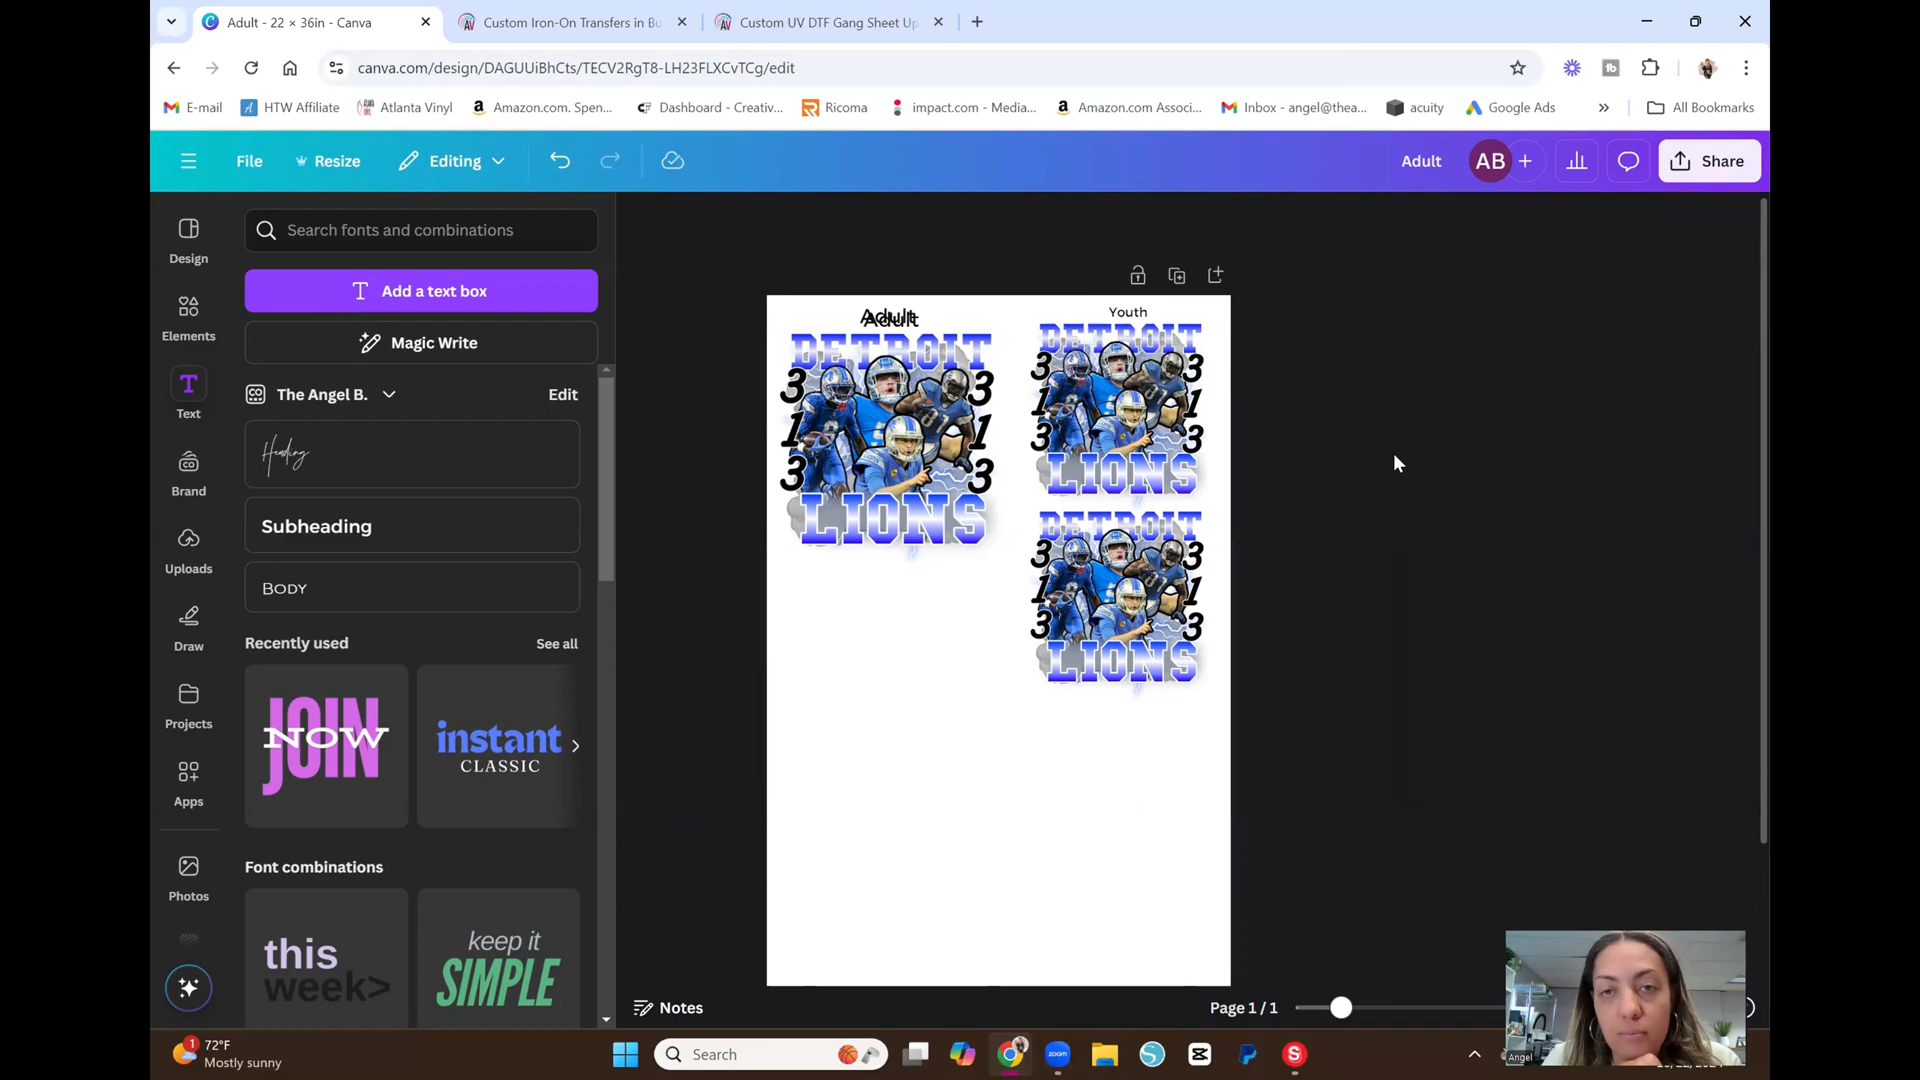 Adult - 22 × 36in - Canva
Custom Iron-On Transfers in Bu
Custom UV DTF Gang Sheet Up
canva.com/design/DAGUUiBhCts/TECV2RgT8-LH23FLXCvTCg/edit
E-mail
HTW Affiliate
Atlanta Vinyl
Amazon.com. Spen...
Dashboard - Creativ...
Ricoma
impact.com - Media...
Amazon.com Associ...
Inbox - angel@thea...
acuity
Google Ads
All Bookmarks
File
Resize
Editing
Adult
AB
Share
Design
Elements
Text
Brand
Uploads
Draw
Projects
Apps
Photos
Search fonts and combinations
Add a text box
Magic Write
The Angel B.
Edit
Heading
Subheading
BODY
Recently used
See all
JOIN
NOW
instant
CLASSIC
Font combinations
this
week>
keep it
SIMPLE
Adult
Adult
DETROIT
3 3
1 1
3 3
LIONS
Youth
DETROIT
3 3
1 1
3 3
LIONS
DETROIT
3 3
1 1
3 3
LIONS
Notes
Page 1 / 1
Angel
1
72°F
Mostly sunny
Search
zoom